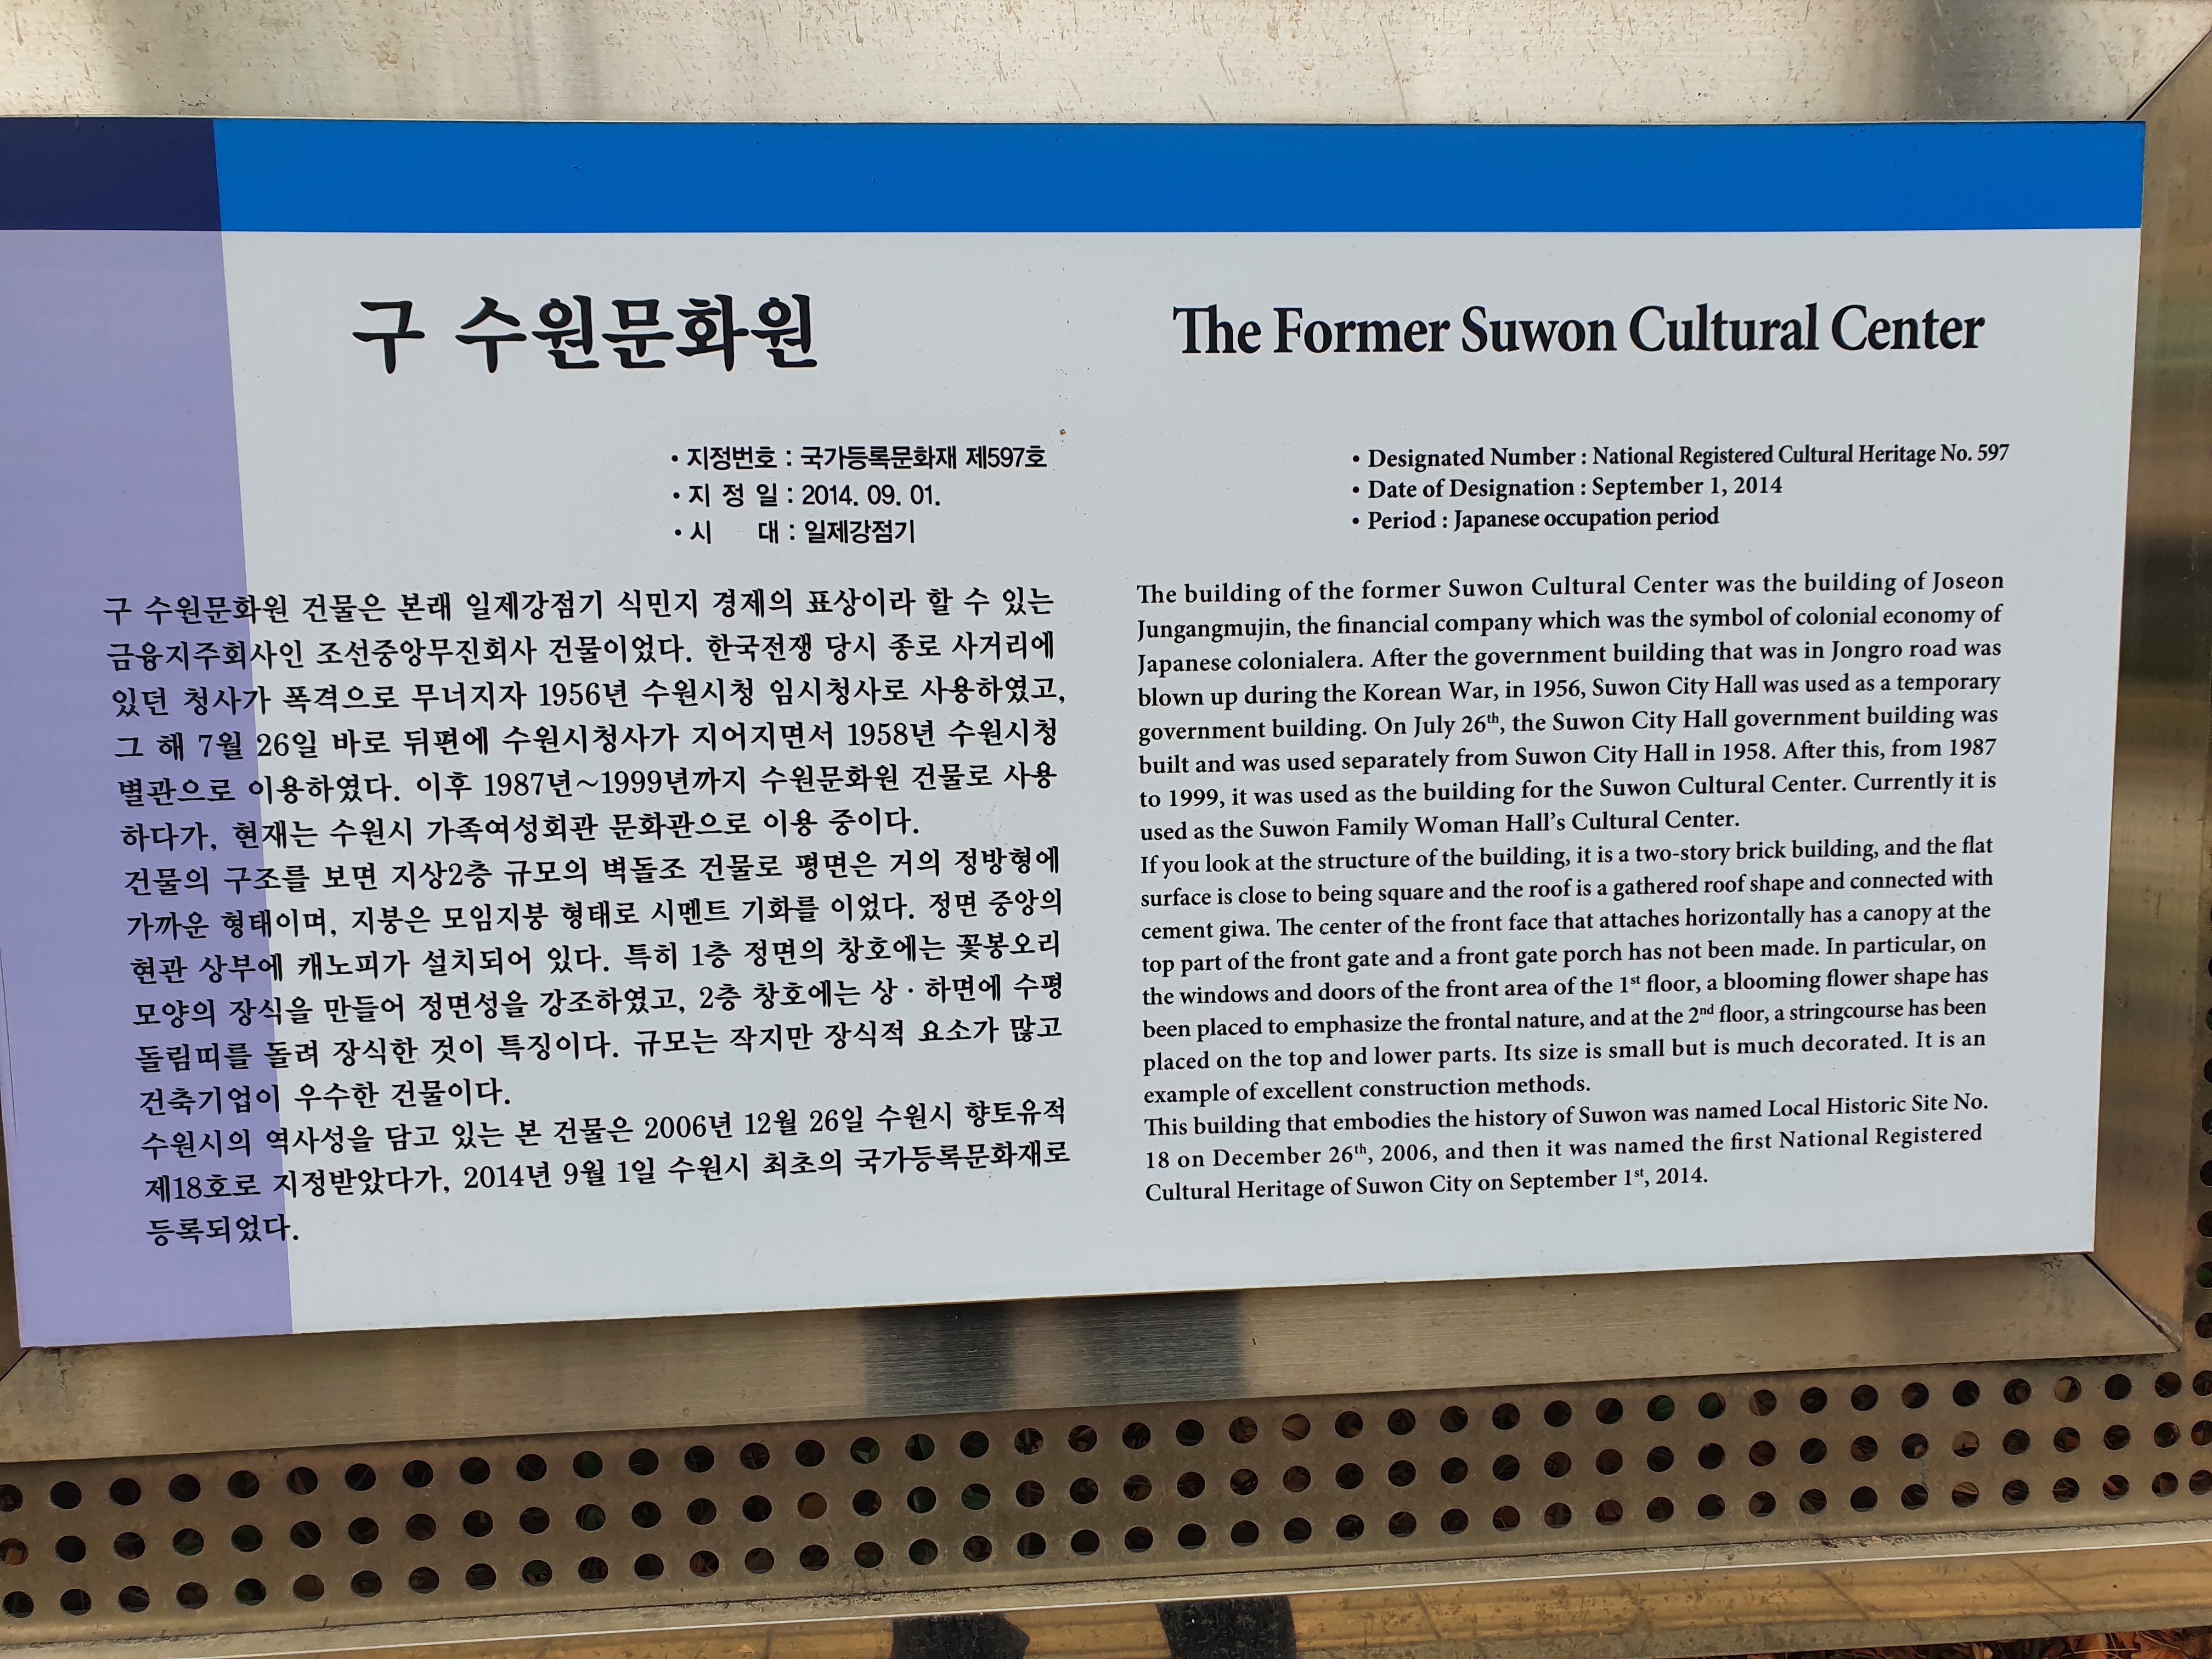 구 수원문화원
• 지정번호 : 국가등록문화재 제597호
• 지 정 일 : 2014. 09. 01.
• 시 대 : 일제강점기
구 수원문화원 건물은 본래 일제강점기 식민지 경제의 표상이라 할 수 있는
금융지주회사인 조선중앙무진회사 건물이었다. 한국전쟁 당시 종로 사거리에
있던 청사가 폭격으로 무너지자 1956년 수원시청 임시청사로 사용하였고,
그 해 7월 26일 바로 뒤편에 수원시청사가 지어지면서 1958년 수원시청
별관으로 이용하였다. 이후 1987년~1999년까지 수원문화원 건물로 사용
하다가, 현재는 수원시 가족여성회관 문화관으로 이용 중이다.
건물의 구조를 보면 지상2층 규모의 벽돌조 건물로 평면은 거의 정방형에
가까운 형태이며, 지붕은 모임지붕 형태로 시멘트 기화를 이었다. 정면 중앙의
현관 상부에 캐노피가 설치되어 있다. 특히 1층 정면의 창호에는 꽃봉오리
모양의 장식을 만들어 정면성을 강조하였고, 2층 창호에는 상 · 하면에 수평
돌림띠를 돌려 장식한 것이 특징이다. 규모는 작지만 장식적 요소가 많고
건축기업이 우수한 건물이다.
수원시의 역사성을 담고 있는 본 건물은 2006년 12월 26일 수원시 향토유적
제18호로 지정받았다가, 2014년 9월 1일 수원시 최초의 국가등록문화재로
등록되었다.
The Former Suwon Cultural Center
• Designated Number : National Registered Cultural Heritage No. 597
• Date of Designation : September 1, 2014
• Period : Japanese occupation period
The building of the former Suwon Cultural Center was the building of Joseon
Jungangmujin, the financial company which was the symbol of colonial economy of
Japanese colonialera. After the government building that was in Jongro road was
blown up during the Korean War, in 1956, Suwon City Hall was used as a temporary
government building. On July 26th, the Suwon City Hall government building was
built and was used separately from Suwon City Hall in 1958. After this, from 1987
to 1999, it was used as the building for the Suwon Cultural Center. Currently it is
used as the Suwon Family Woman Hall's Cultural Center.
If you look at the structure of the building, it is a two-story brick building, and the flat
surface is close to being square and the roof is a gathered roof shape and connected with
cement giwa. The center of the front face that attaches horizontally has a canopy at the
top part of the front gate and a front gate porch has not been made. In particular, on
the windows and doors of the front area of the 1st floor, a blooming flower shape has
been placed to emphasize the frontal nature, and at the 2nd floor, a stringcourse has been
placed on the top and lower parts. Its size is small but is much decorated. It is an
example of excellent construction methods.
This building that embodies the history of Suwon was named Local Historic Site No.
18 on December 26th, 2006, and then it was named the first National Registered
Cultural Heritage of Suwon City on September 1st, 2014.